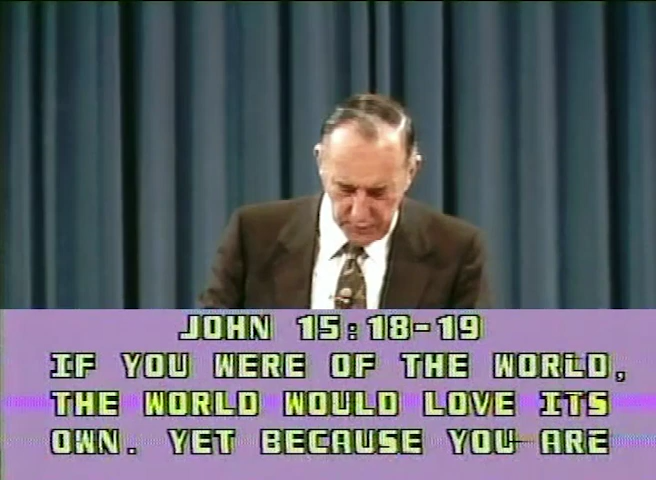 JOHN 15:18-19
IF YOU WERE OF THE WORLD,
THE WORLD WOULD LOVE ITS
OWN. YET BECAUSE YOU ARE